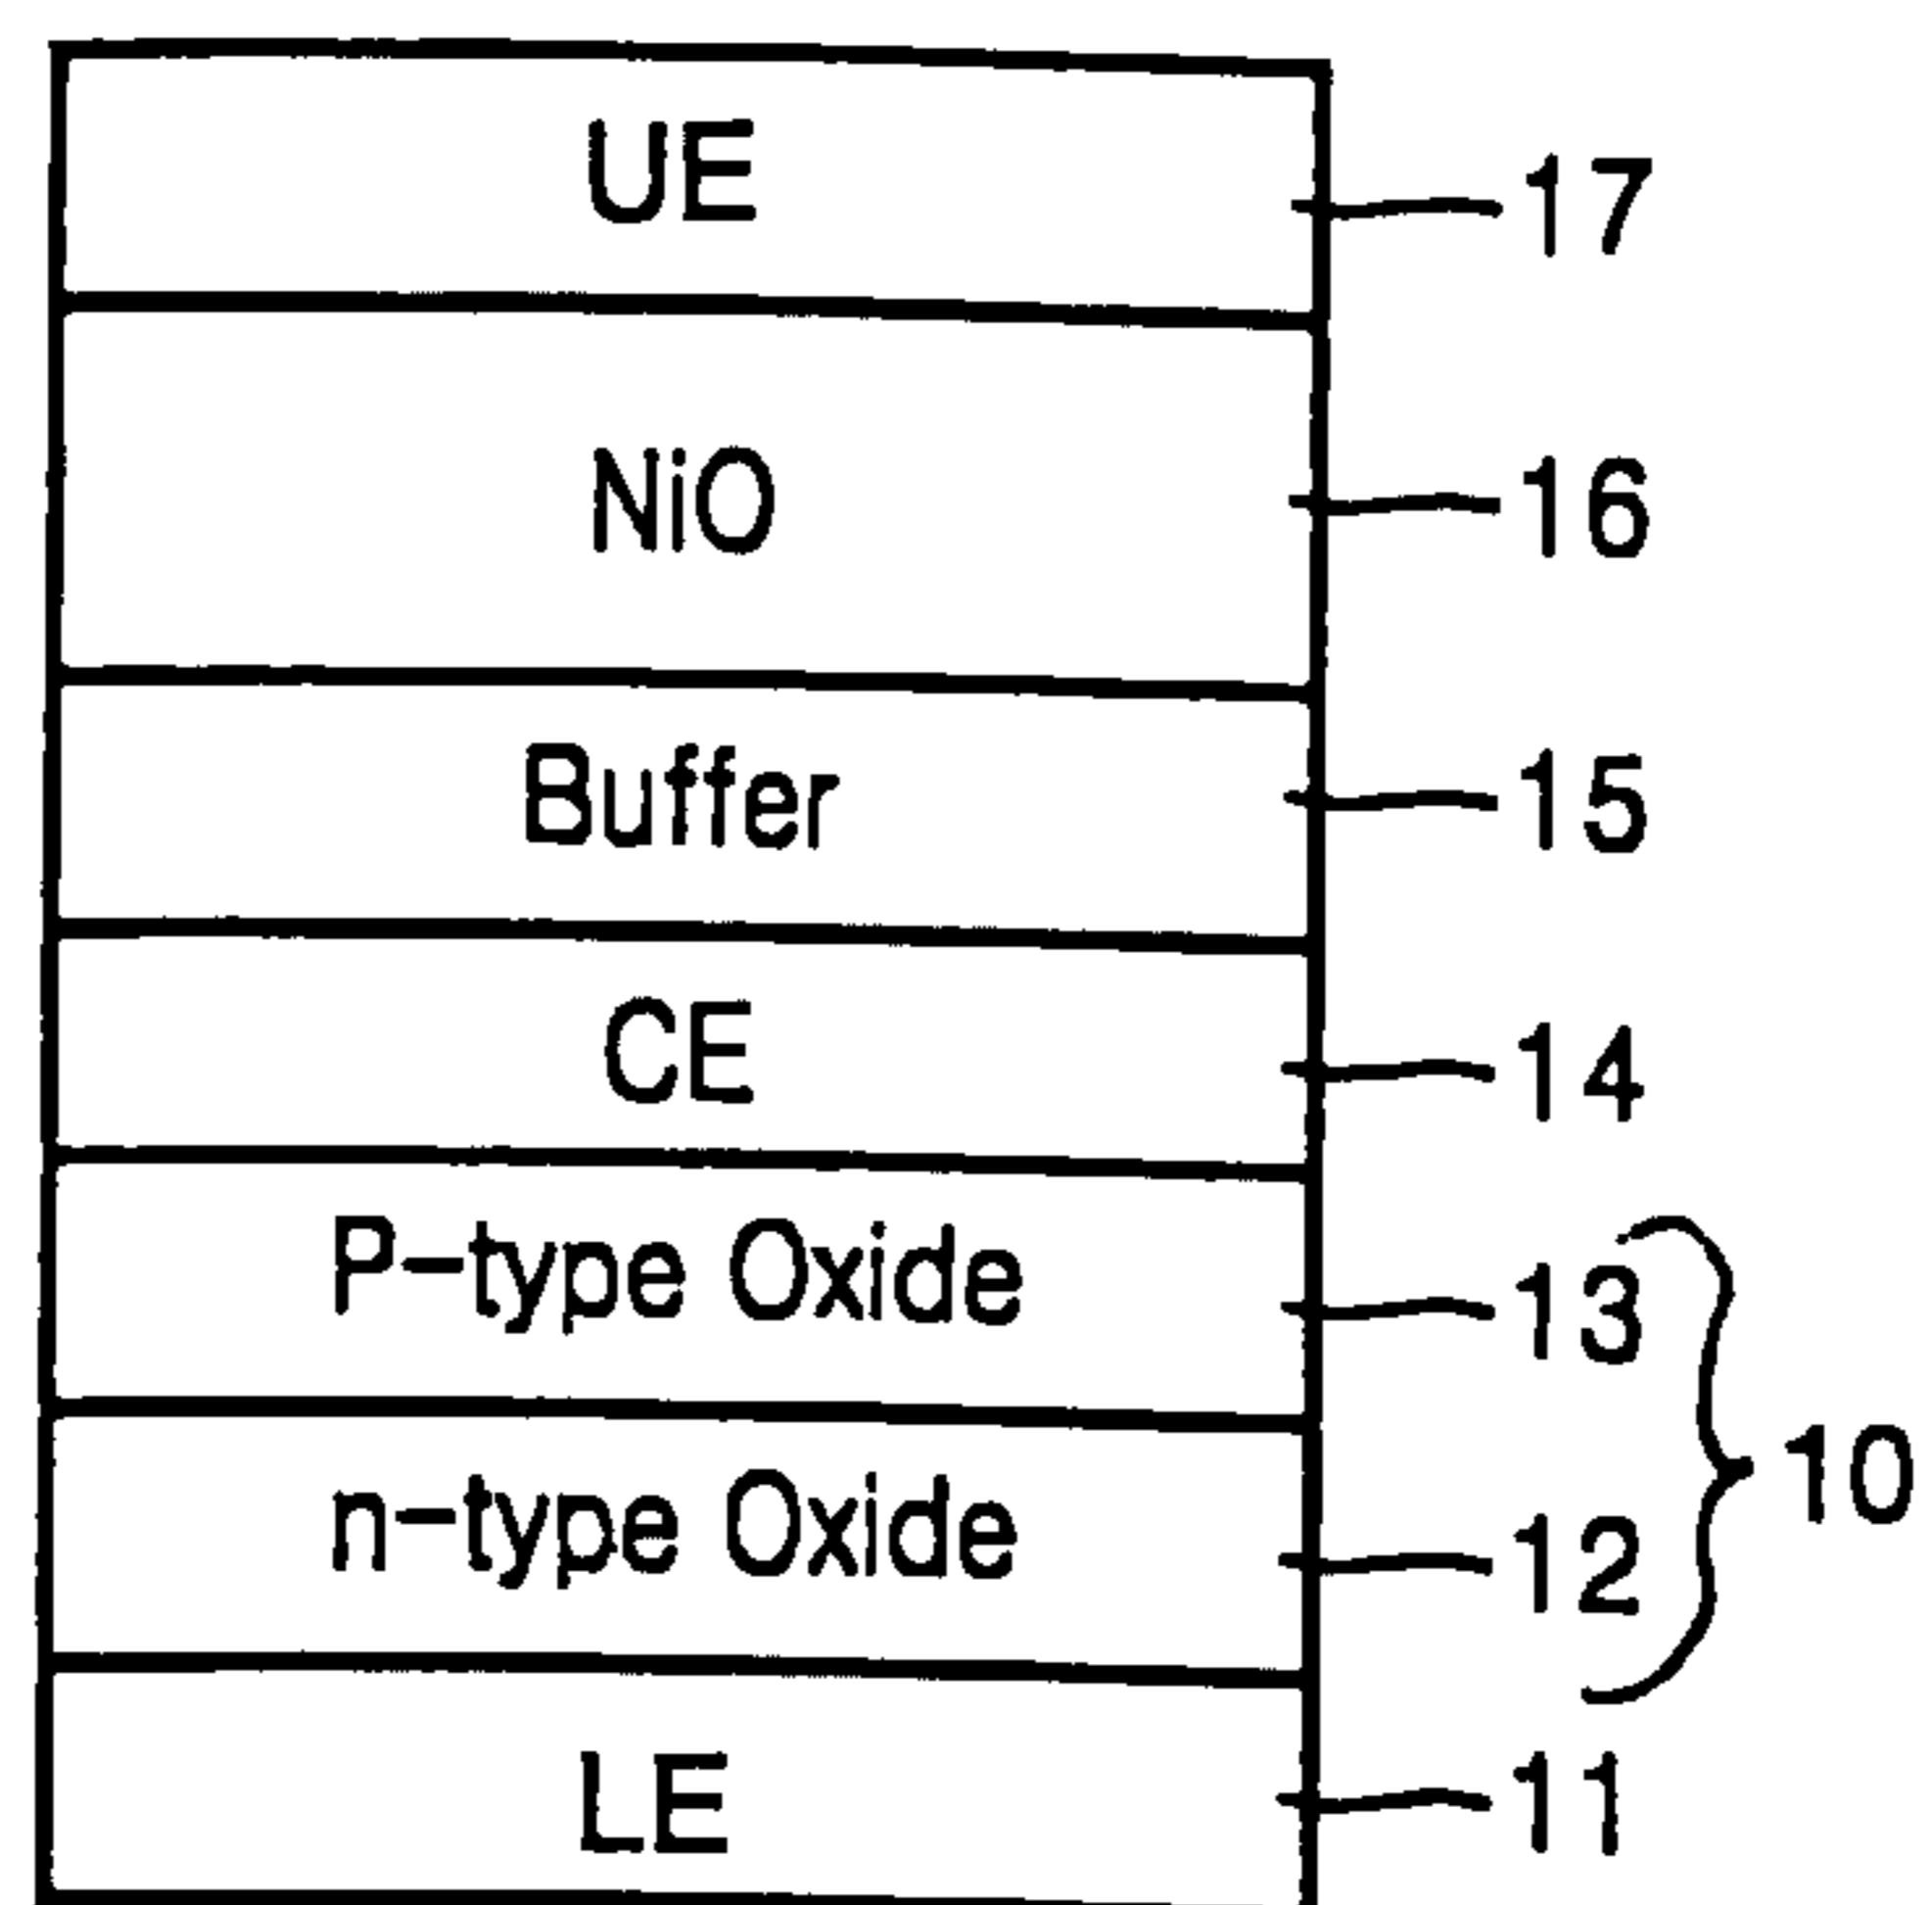 UE 17
NiO 16
Buffer 15
CE 14
P-type Oxide 13
10
n-type Oxide 12
LE 11